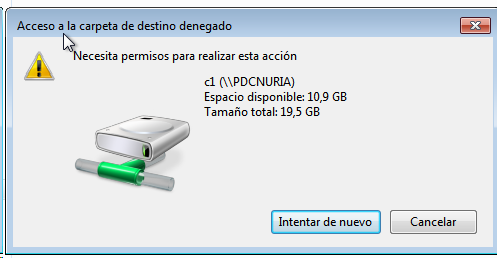 Acceso a la carpeta de destino denegado
Necesita permisos para realizar esta acción
c1 (\\PDCNURIA)
Espacio disponible: 10,9 GB
Tamaño total: 19,5 GB
Intentar de nuevo
Cancelar